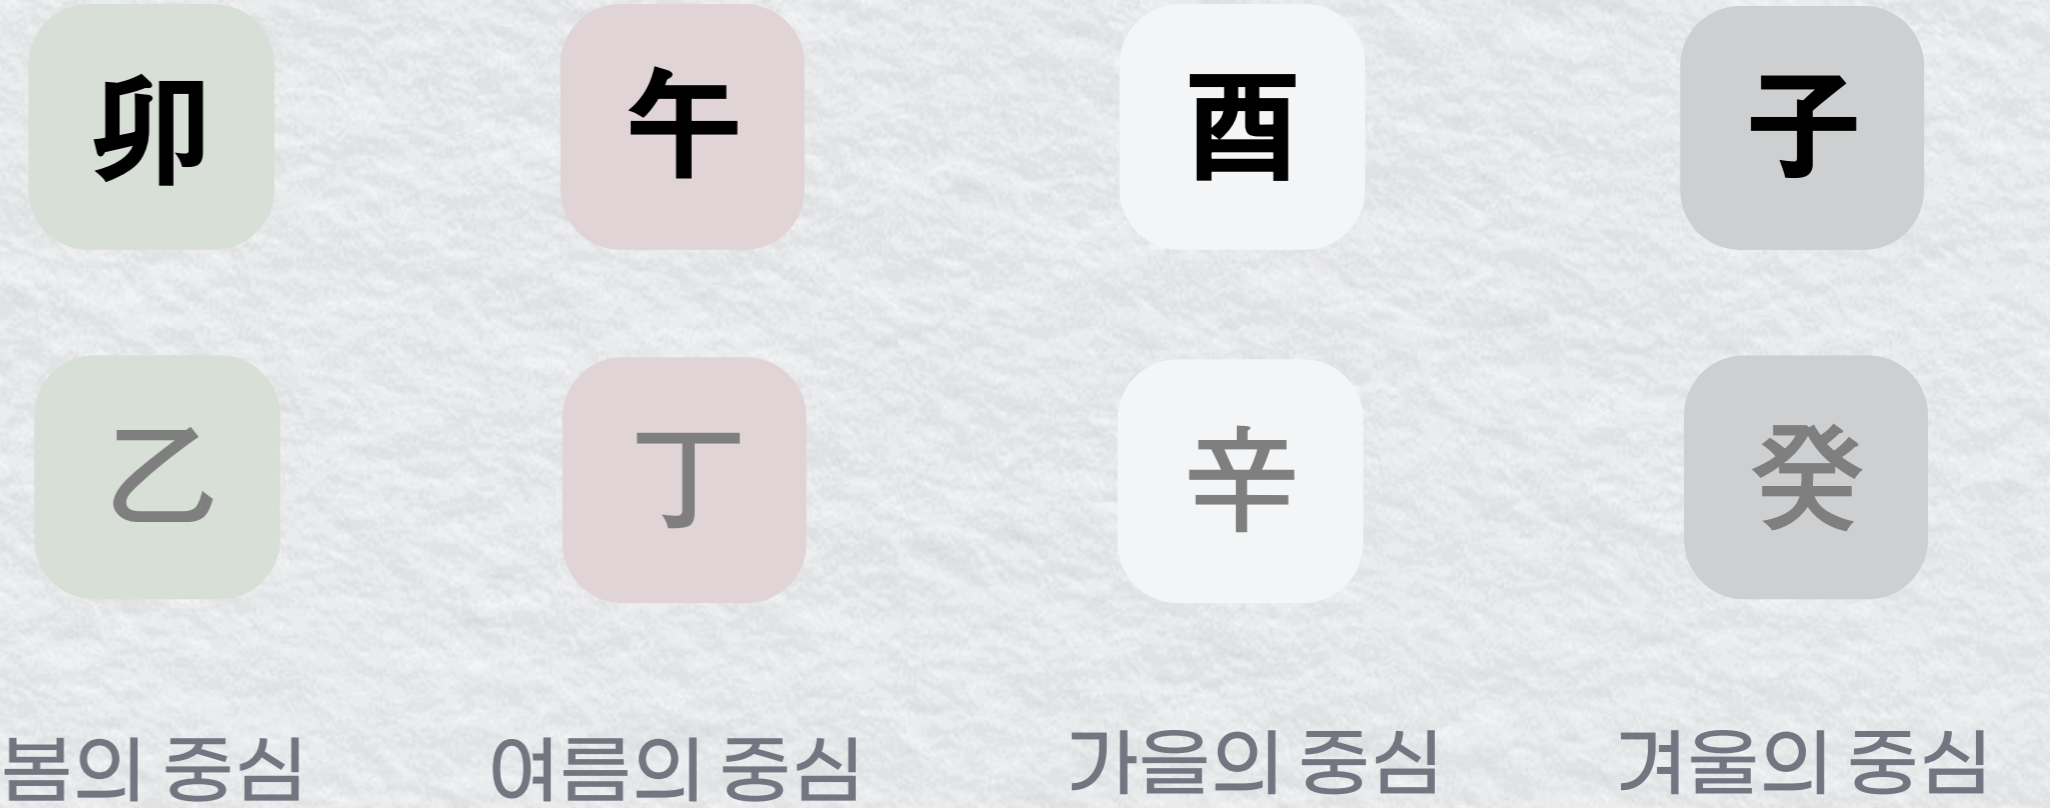 卯 午 酉 子
乙 丁 辛 癸
봄의 중심 여름의 중심 가을의 중심 겨울의 중심